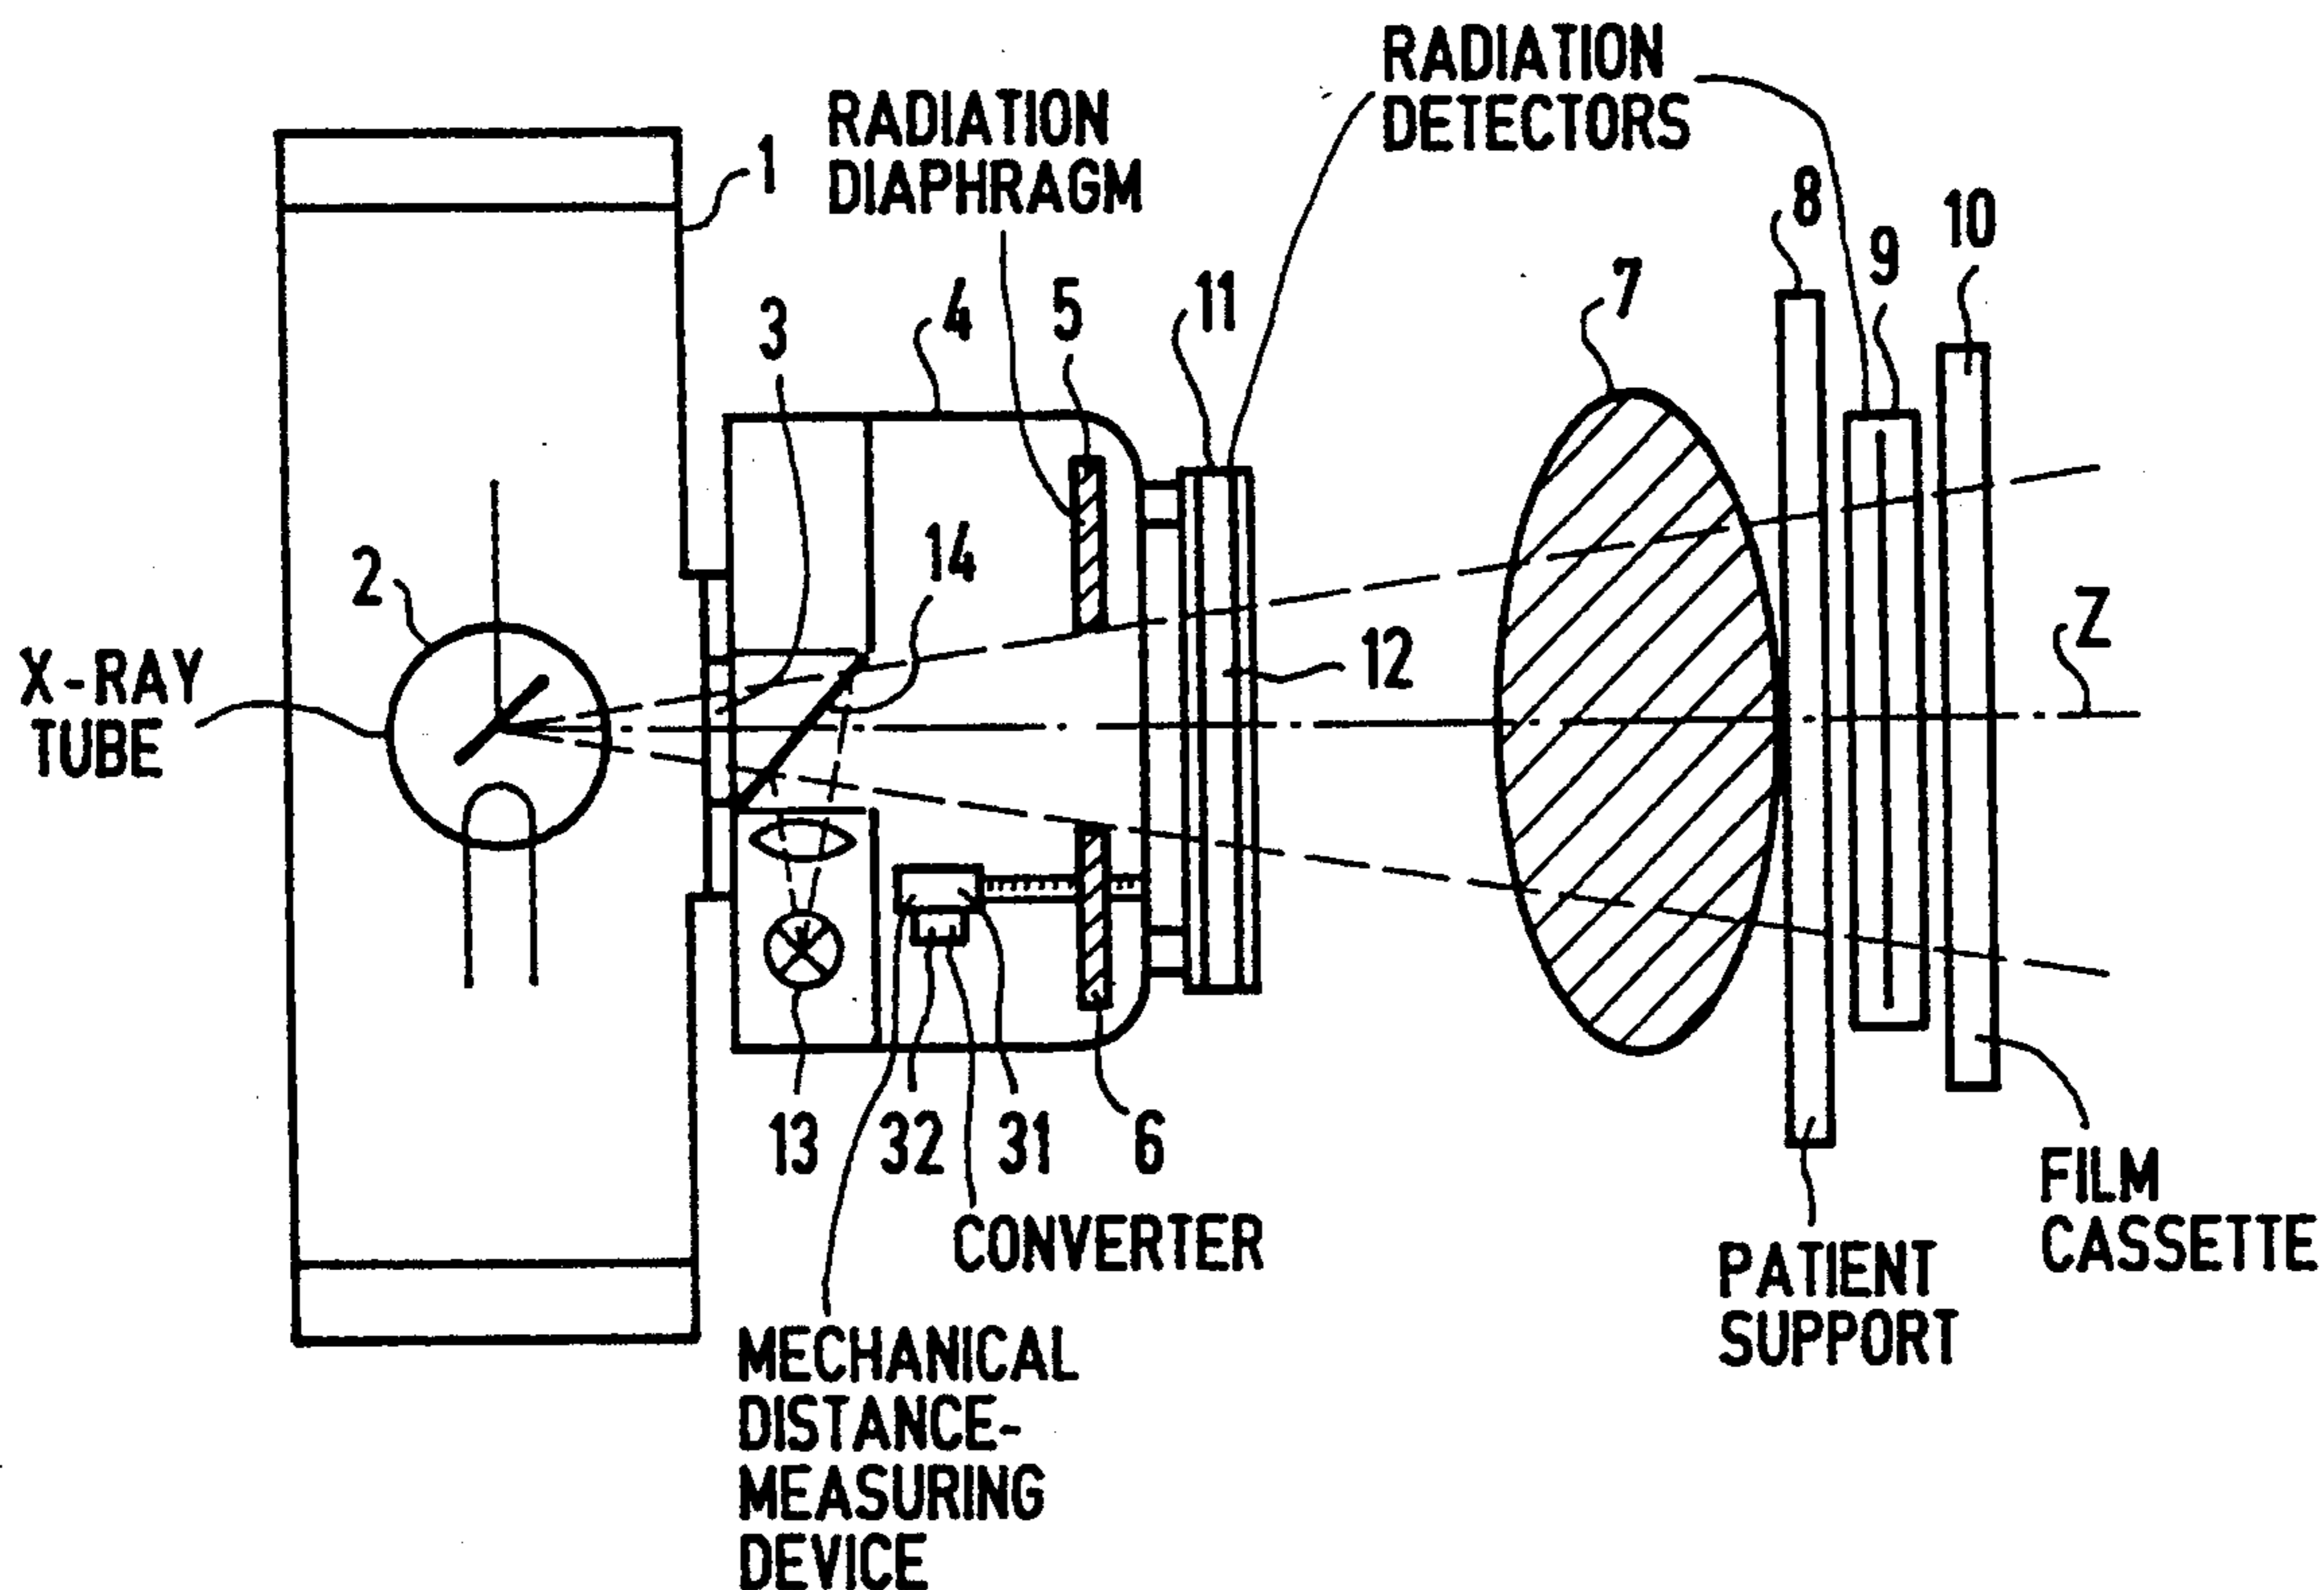 RADIATION
DETECTORS
RADIATION
DIAPHRAGM
1
8
10
9
7
3
4
5
11
14
2
X-RAY
TUBE
12
Z
13
32
31
6
CONVERTER
FILM
CASSETTE
PATIENT
SUPPORT
MECHANICAL
DISTANCE-
MEASURING
DEVICE